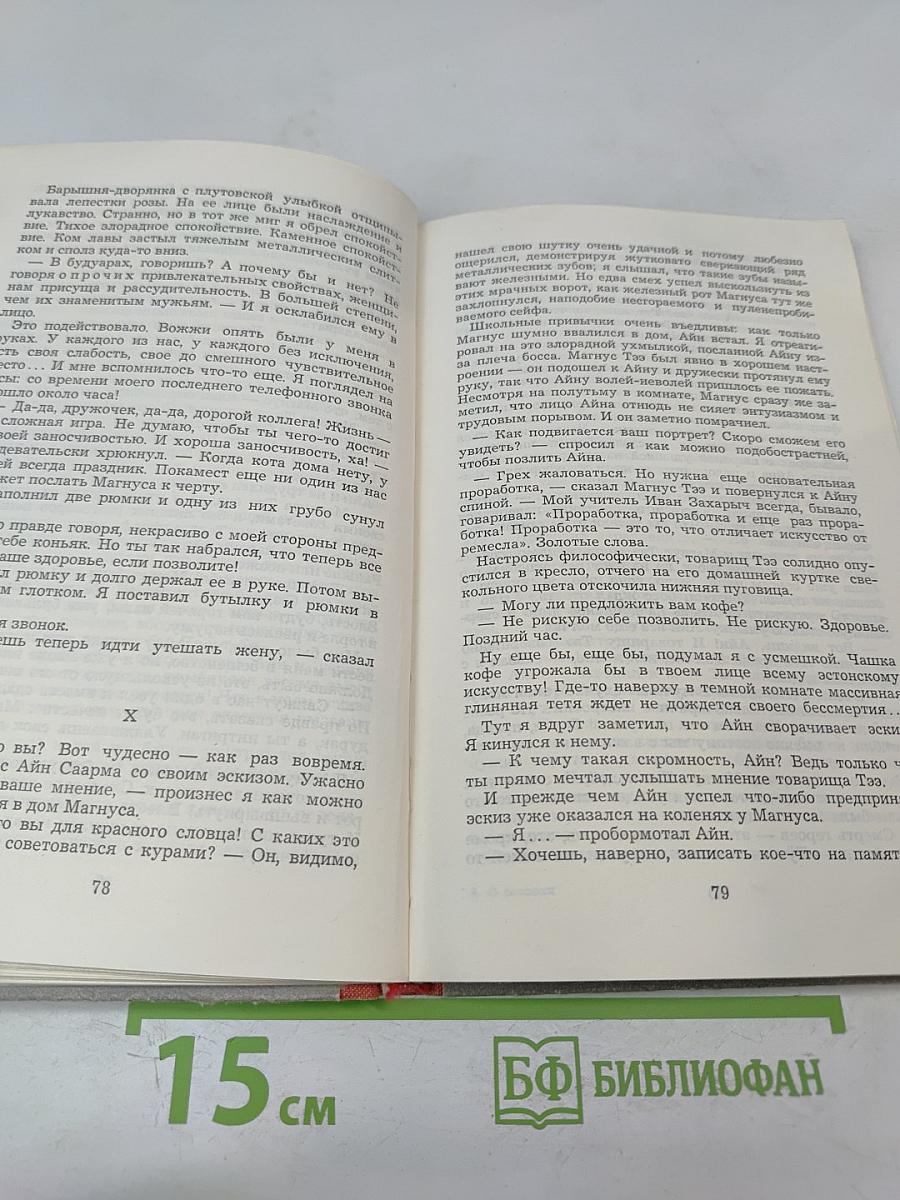 Барышня-дворянка с плутовской улыбкой отщипы-
вала лепестки розы. На ее лице были наслаждение и
лукавство. Странно, но в тот же миг я обрел спокойст-
вие. Тихое злорадное спокойствие. Каменное спокойст-
вие. Ком лавы застыл тяжелым металлическим слит-
ком и сполз куда-то вниз.
— В будуарах, говоришь? А почему бы и нет? Не
говоря о прочих привлекательных свойствах, женщи-
нам присуща и рассудительность. В большей степени,
чем их знаменитым мужьям. — И я осклабился ему в
лицо.
Это подействовало. Вожжи опять были у меня в
руках. У каждого из нас, у каждого без исключения,
сть своя слабость, свое до смешного чувствительное
есто... И мне вспомнилось что-то еще. Я поглядел на
сы: со времени моего последнего телефонного звонка
ошло около часа!
— Да-да, дружочек, да-да, дорогой коллега! Жизнь —
сложная игра. Не думаю, чтобы ты чего-то достиг
воей заносчивостью. И хороша заносчивость, ха! —
девательски хрюкнул. — Когда кота дома нету, у
ей всегда праздник. Покамест еще ни один из нас
жет послать Магнуса к черту.
аполнил две рюмки и одну из них грубо сунул
о правде говоря, некрасиво с моей стороны пред-
себе коньяк. Но ты так набрался, что теперь все
аше здоровье, если позволите!
л рюмку и долго держал ее в руке. Потом вы-
м глотком. Я поставил бутылку и рюмки в
я звонок.
ешь теперь идти утешать жену, — сказал
X
о вы? Вот чудесно — как раз вовремя.
с Айн Саарма со своим эскизом. Ужасно
ваше мнение, — произнес я как можно
я в дом Магнуса.
го вы для красного словца! С каких это
советоваться с курами? — Он, видимо,
78
нашел свою шутку очень удачной и потому любезно
ощерился, демонстрируя жутковато сверкающий ряд
металлических зубов; я слышал, что такие зубы назы-
вают железными. Но едва смех успел выскользнуть из
этих мрачных ворот, как железный рот Магнуса тут же
захлопнулся, наподобие несгораемого и пуленепроби-
ваемого сейфа.
Школьные привычки очень въедливы: как только
Магнус шумно ввалился в дом, Айн встал. Я отреаги-
ровал на это злорадной ухмылкой, посланной Айну из-
за плеча босса. Магнус Тээ был явно в хорошем наст-
роении — он подошел к Айну и дружески протянул ему
руку, так что Айну волей-неволей пришлось ее пожать.
Несмотря на полутьму в комнате, Магнус сразу же за-
метил, что лицо Айна отнюдь не сияет энтузиазмом и
трудовым порывом. И он заметно помрачнел.
— Как подвигается ваш портрет? Скоро сможем его
увидеть? — спросил я как можно подобострастней,
чтобы позлить Айна.
— Грех жаловаться. Но нужна еще основательная
проработка, — сказал Магнус Тээ и повернулся к Айну
спиной. — Мой учитель Иван Захарыч всегда, бывало,
говаривал: «Проработка, проработка и еще раз прора-
ботка! Проработка — это то, что отличает искусство от
ремесла». Золотые слова.
Настроясь философически, товарищ Тээ солидно опу-
стился в кресло, отчего на его домашней куртке све-
кольного цвета отскочила нижняя пуговица.
— Могу ли предложить вам кофе?
— Не рискую себе позволить. Не рискую. Здоровье.
Поздний час.
Ну еще бы, еще бы, подумал я с усмешкой. Чашка
кофе угрожала бы в твоем лице всему эстонскому
искусству! Где-то наверху в темной комнате массивная
глиняная тетя ждет не дождется своего бессмертия...
Тут я вдруг заметил, что Айн сворачивает эски
Я кинулся к нему.
— К чему такая скромность, Айн? Ведь только ч
ты прямо мечтал услышать мнение товарища Тээ.
И прежде чем Айн успел что-либо предприн
эскиз уже оказался на коленях у Магнуса.
— Я... — пробормотал Айн.
— Хочешь, наверно, записать кое-что на памят
79
15 см
БФ БИБЛИОФАН